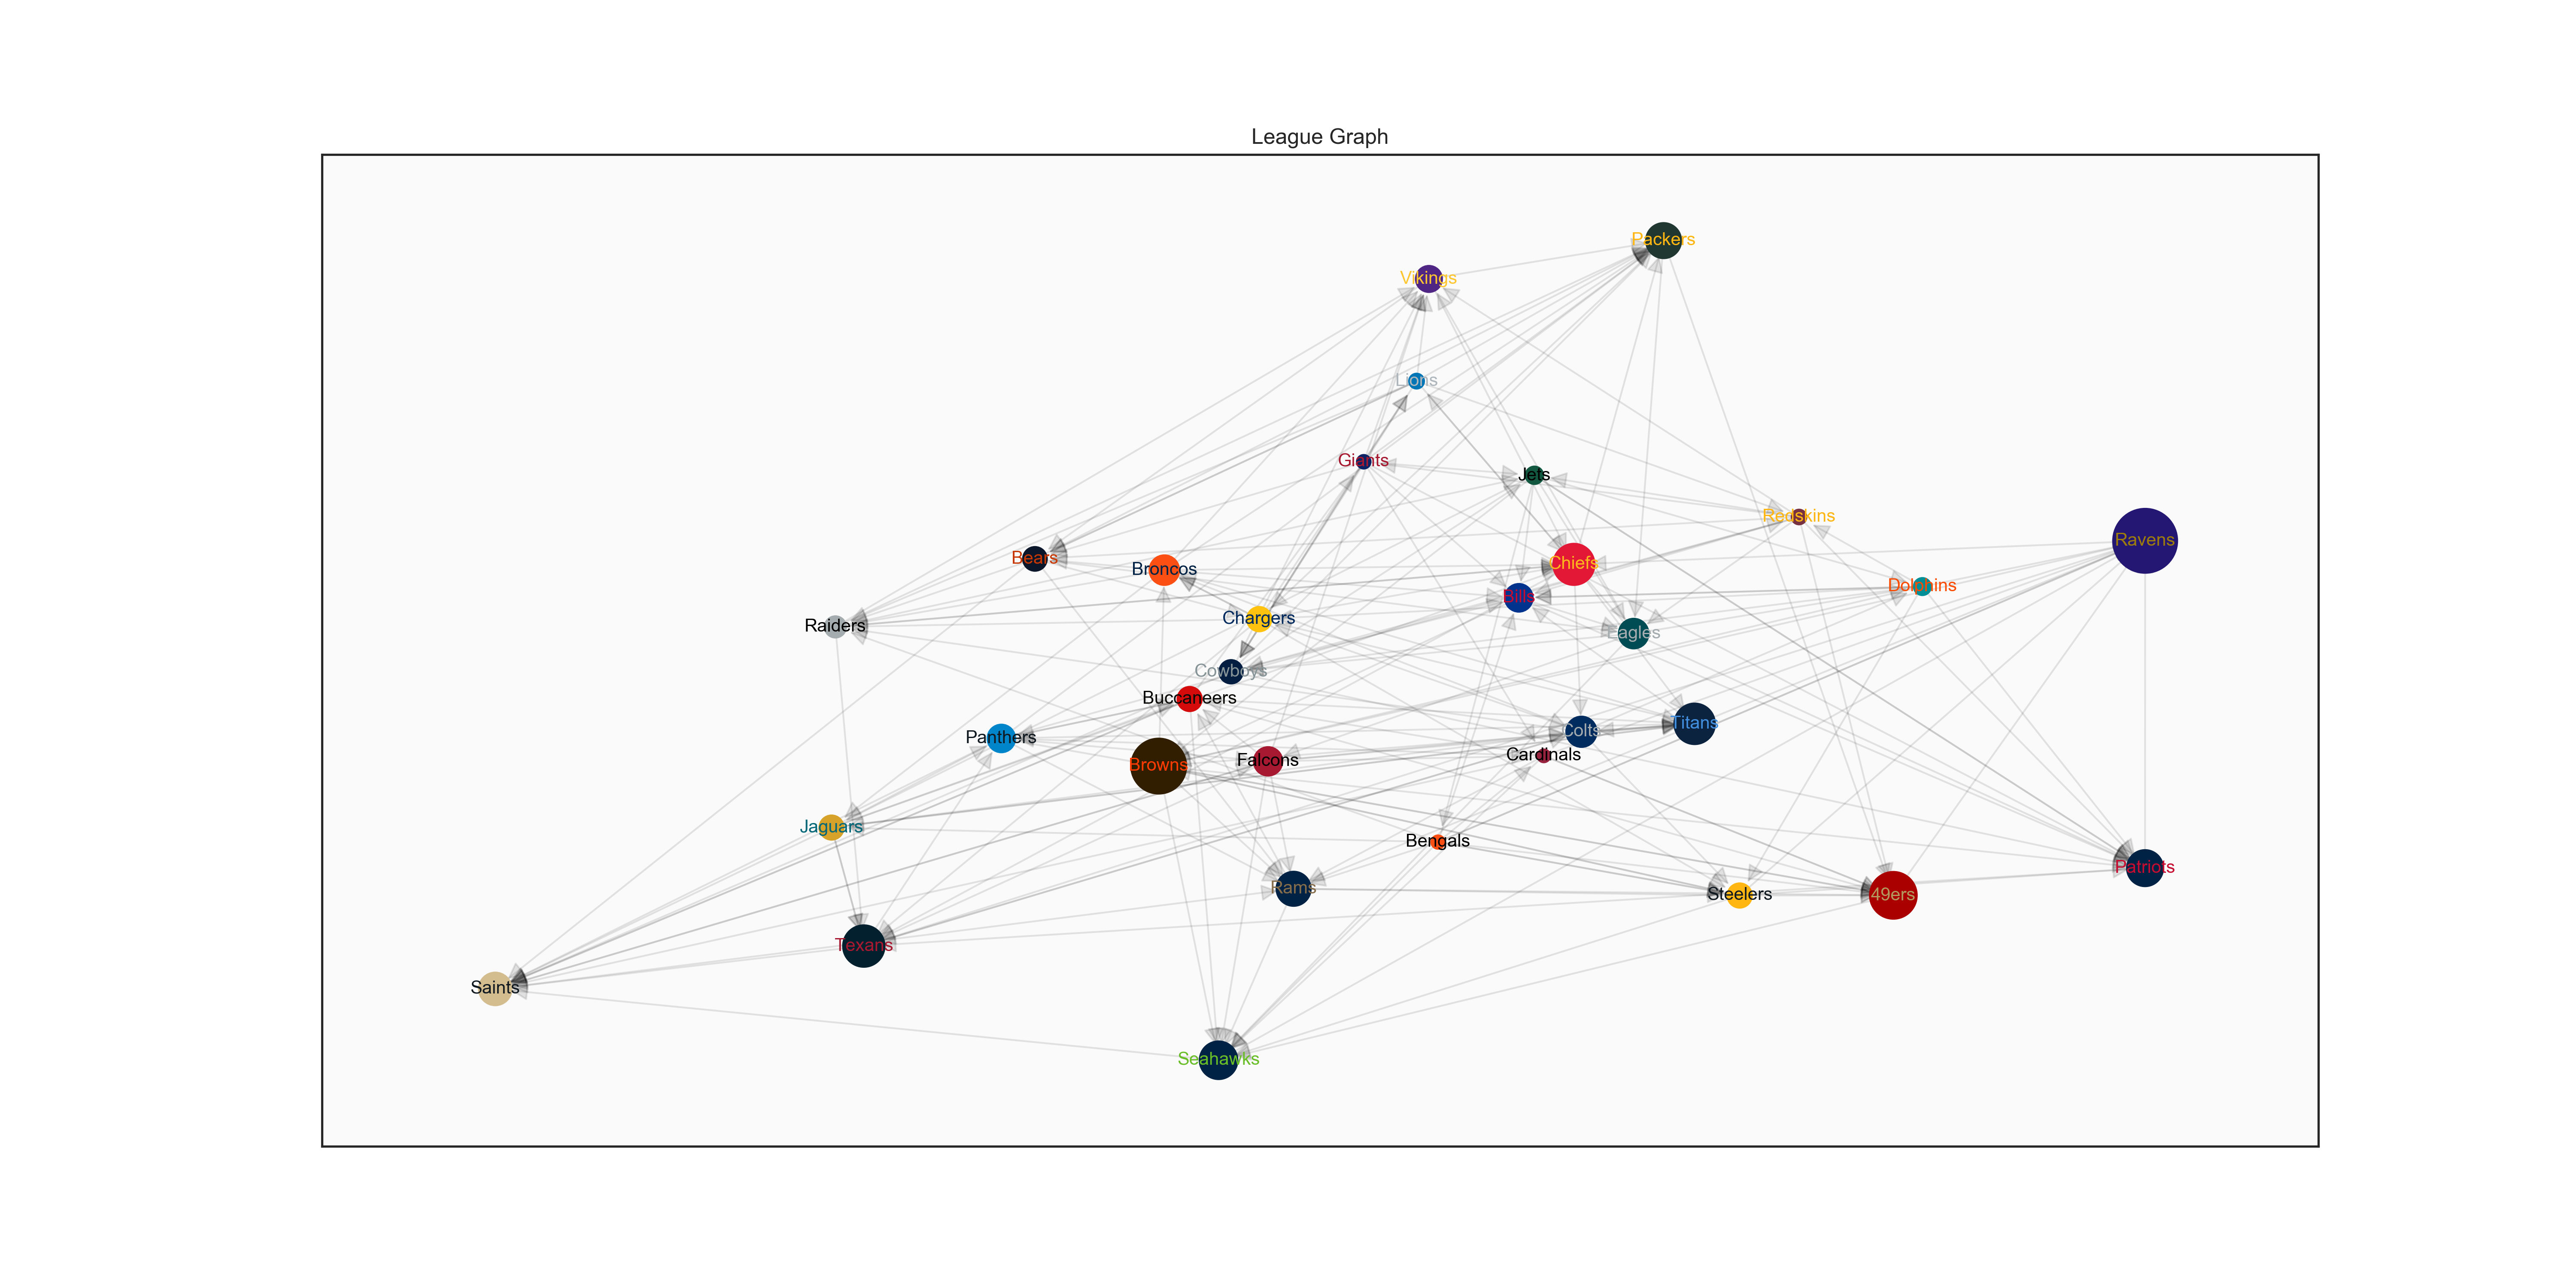 League Graph
Packers
Vikings
Lions
Giants
Jets
Redskins
Ravens
Bears
Broncos
Chiefs
Dolphins
Bills
Chargers
Raiders
Eagles
Cowboys
Buccaneers
Titans
Colts
Panthers
Cardinals
Falcons
Browns
Jaguars
Bengals
Patriots
Rams
Steelers
49ers
Texans
Saints
Seahawks